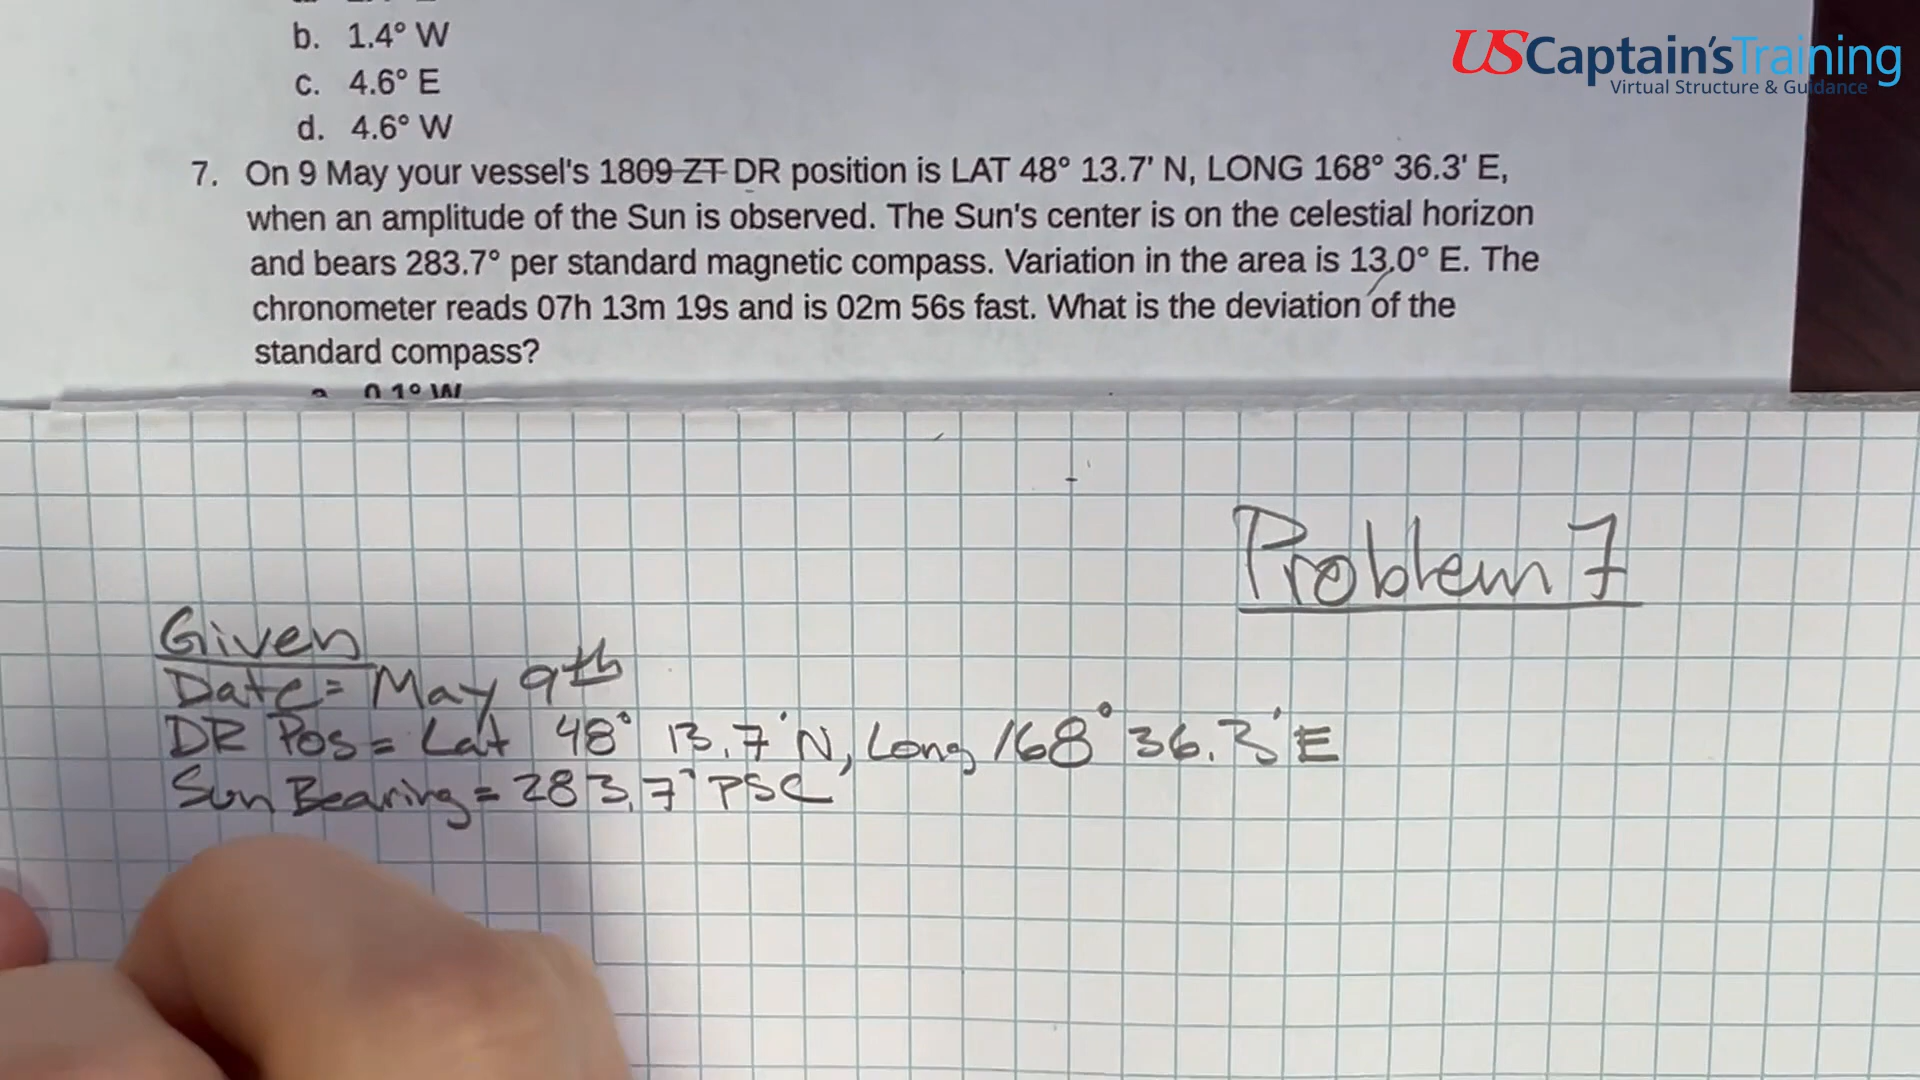 USCaptain'sTraining
Virtual Structure & Guidance
b. 1.4° W
c. 4.6° E
d. 4.6° W
7. On 9 May your vessel's 1809 ZT DR position is LAT 48° 13.7' N, LONG 168° 36.3' E,
when an amplitude of the Sun is observed. The Sun's center is on the celestial horizon
and bears 283.7° per standard magnetic compass. Variation in the area is 13.0° E. The
chronometer reads 07h 13m 19s and is 02m 56s fast. What is the deviation of the
standard compass?
Problem 7
Given
Date = May 9th
DR Pos = Lat 48° 13.7' N, Long 168° 36.3' E
Sun Bearing = 283.7° PSC